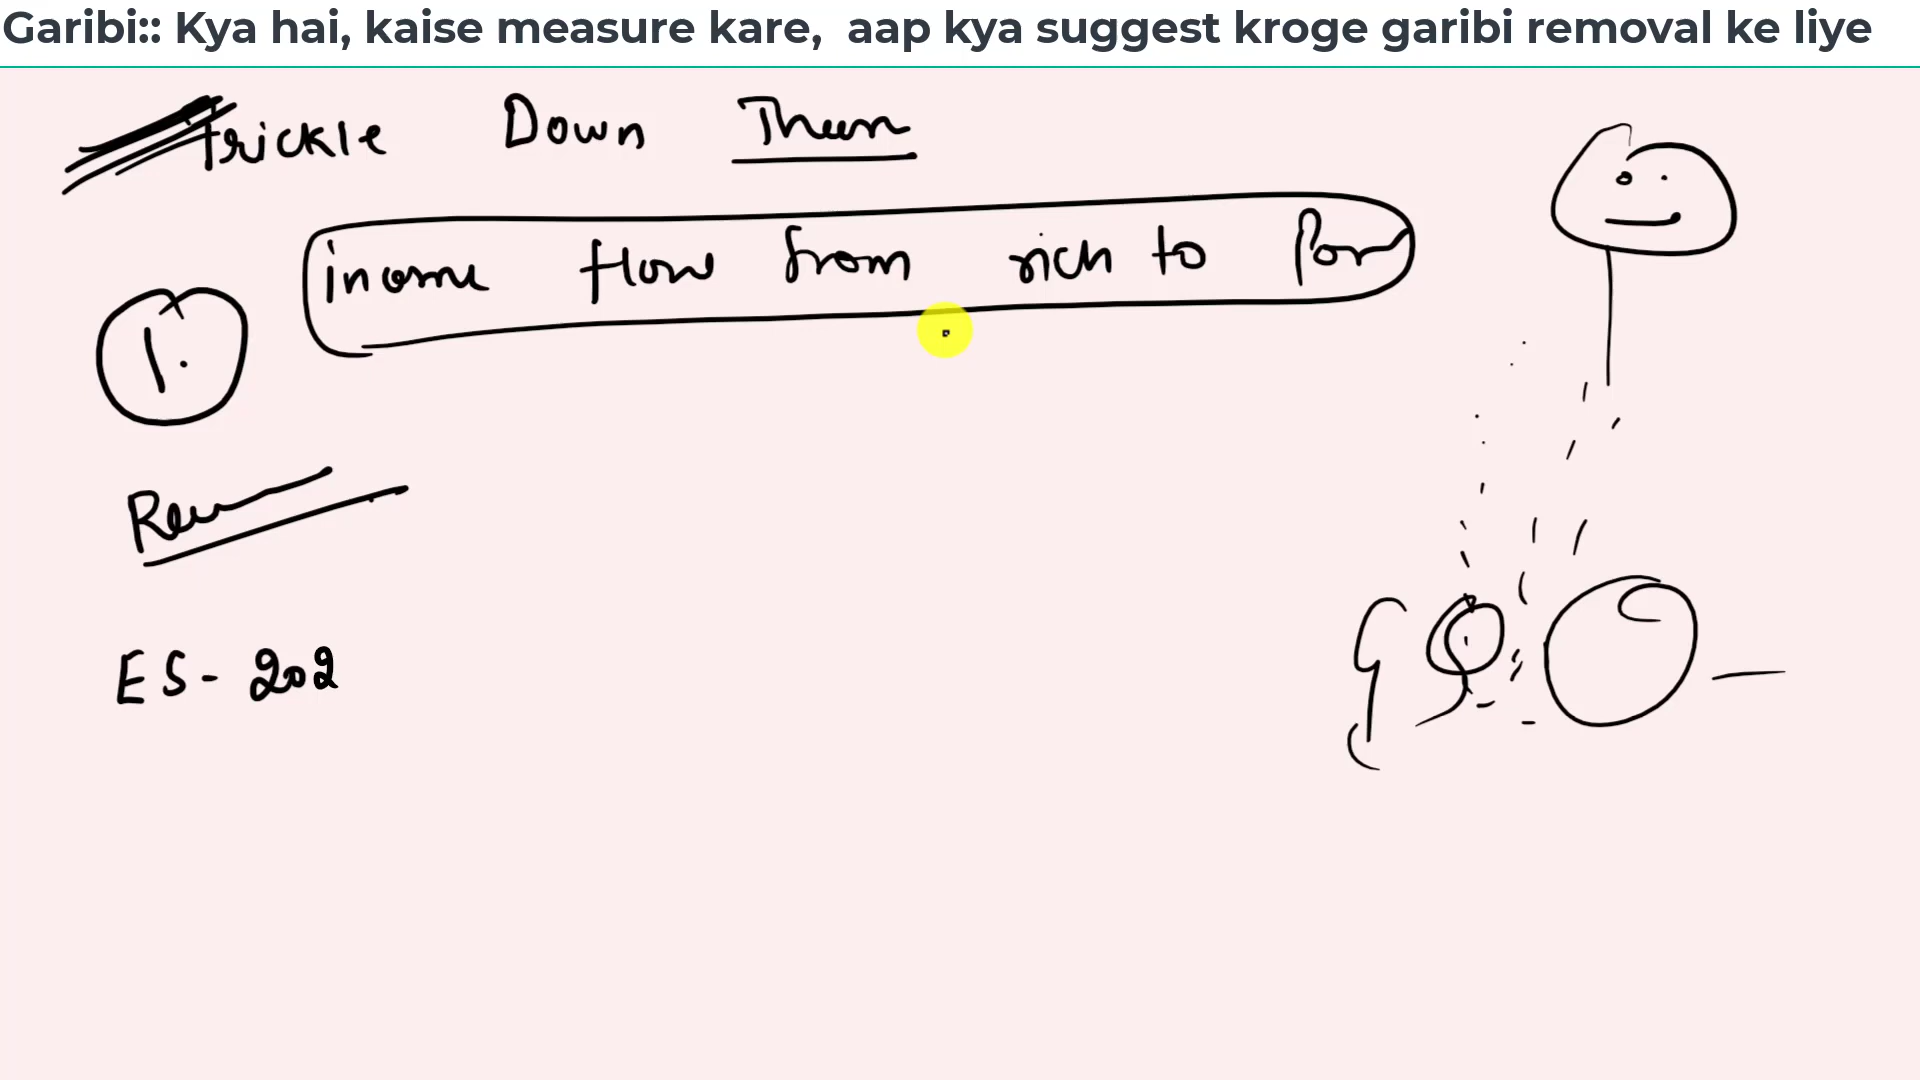 Garibi:: Kya hai, kaise measure kare, aap kya suggest kroge garibi removal ke liye
Trickle Down
income flow from rich to Poor
1.
ES- 202